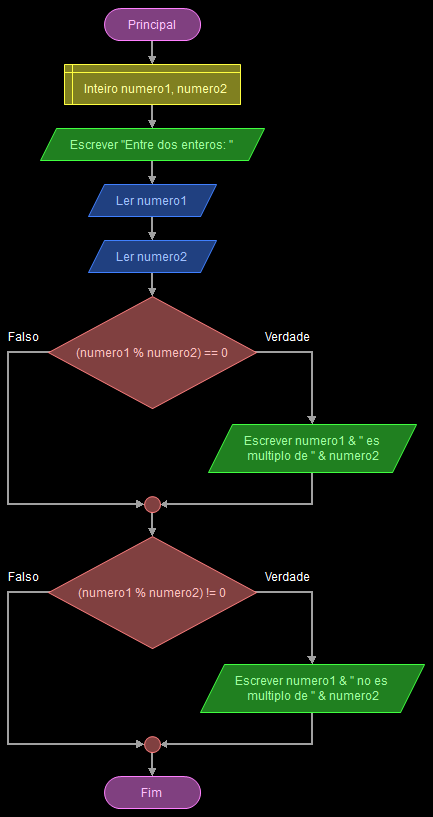 Principal
Inteiro numero1, numero2
Escrever "Entre dos enteros: "
Ler numero1
Ler numero2
Falso
Verdade
(numero1 % numero2) == 0
Escrever numero1 & " es
multiplo de " & numero2
Falso
Verdade
(numero1 % numero2) != 0
Escrever numero1 & " no es
multiplo de " & numero2
Fim